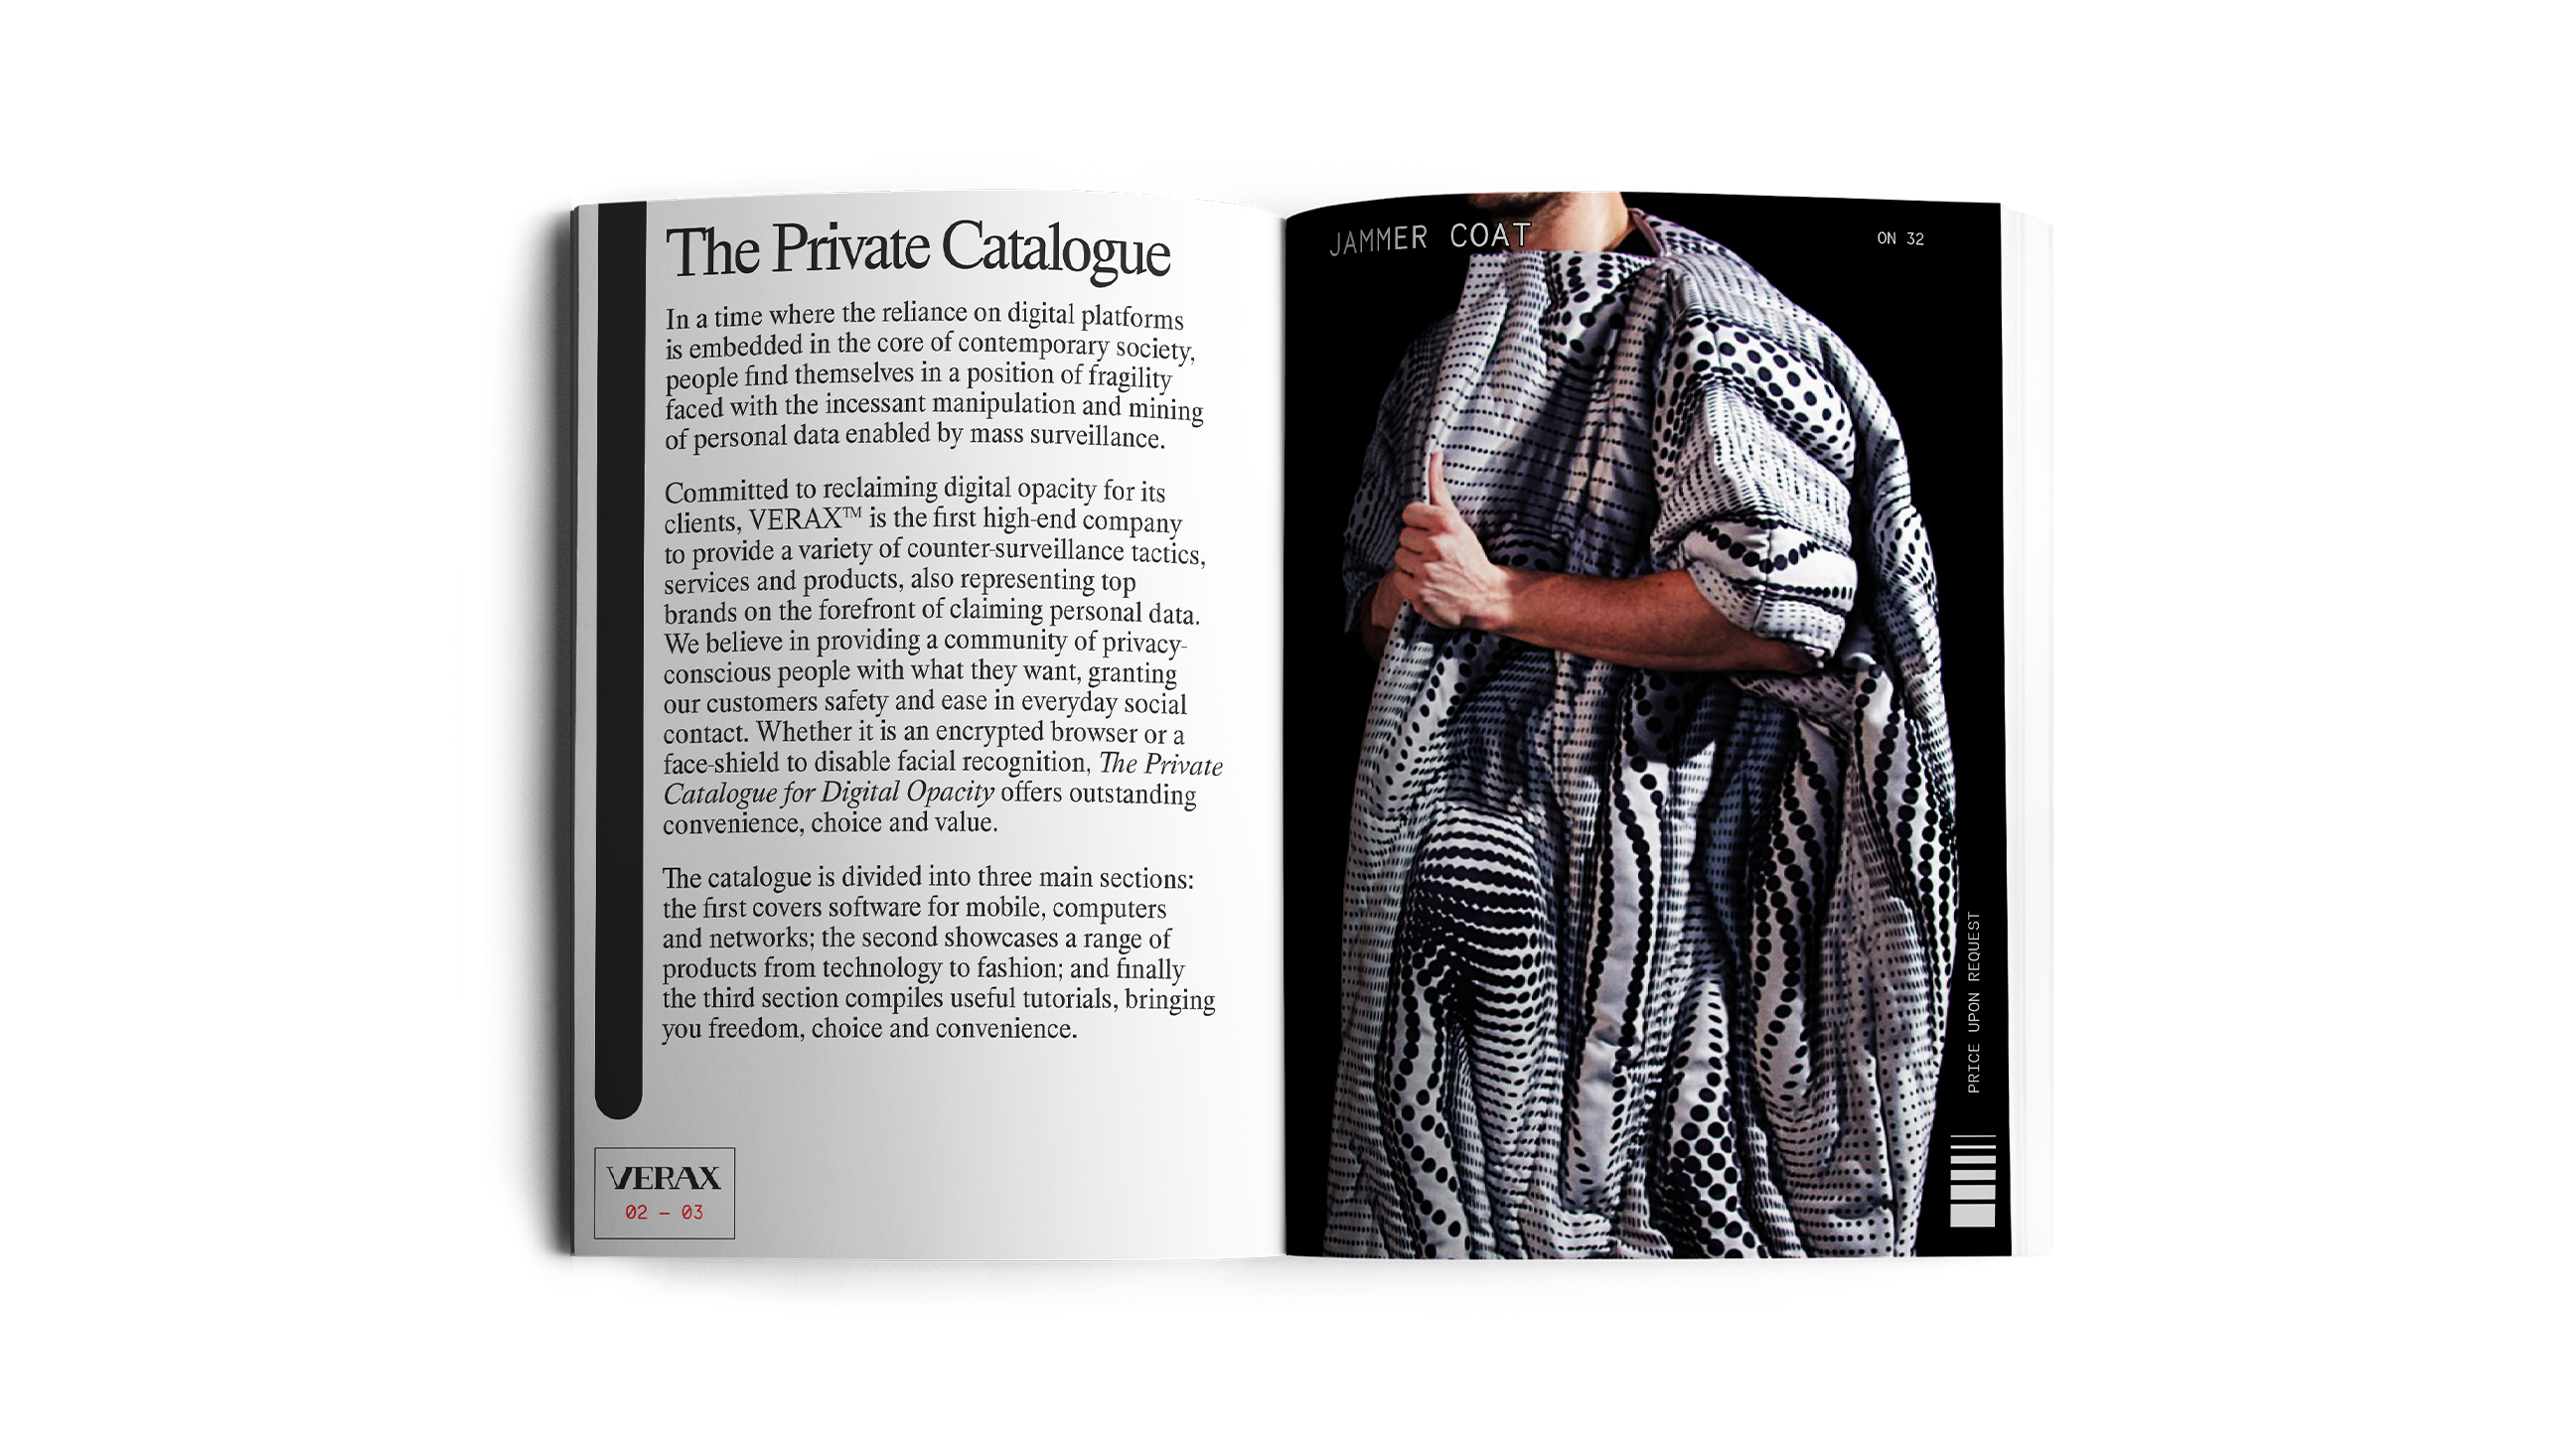 The Private Catalogue
In a time where the reliance on digital platforms
is embedded in the core of contemporary society,
people find themselves in a position of fragility
faced with the incessant manipulation and mining
of personal data enabled by mass surveillance.
Committed to reclaiming digital opacity for its
clients, VERAX™ is the first high-end company
to provide a variety of counter-surveillance tactics,
services and products, also representing top
brands on the forefront of claiming personal data.
We believe in providing a community of privacy-
conscious people with what they want, granting
our customers safety and ease in everyday social
contact. Whether it is an encrypted browser or a
face-shield to disable facial recognition, The Private
Catalogue for Digital Opacity offers outstanding
convenience, choice and value.
The catalogue is divided into three main sections:
the first covers software for mobile, computers
and networks; the second showcases a range of
products from technology to fashion; and finally
the third section compiles useful tutorials, bringing
you freedom, choice and convenience.
VERAX
02 – 03
JAMMER COAT
ON 32
PRICE UPON REQUEST